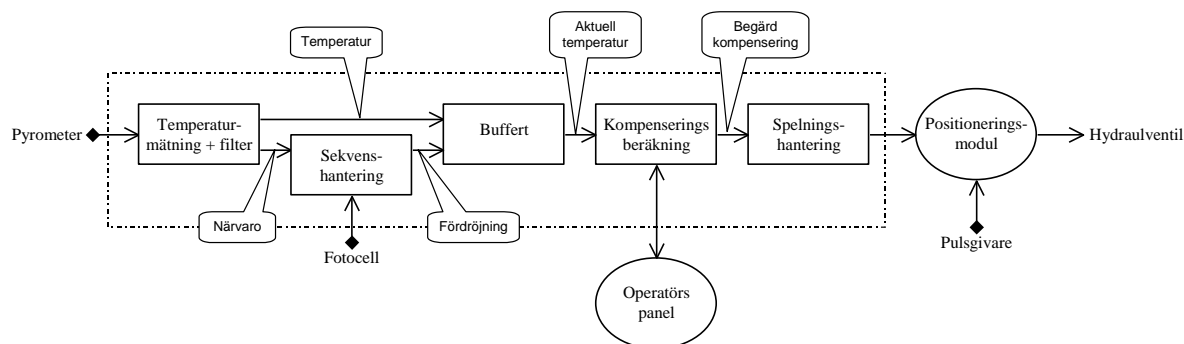 Temperatur
Aktuell
temperatur
Begärd
kompensering
Pyrometer
Temperatur-
mätning + filter
Sekvens-
hantering
Buffert
Kompenserings
beräkning
Spelnings-
hantering
Positionerings-
modul
Hydraulventil
Närvaro
Fördröjning
Fotocell
Pulsgivare
Operatörs
panel